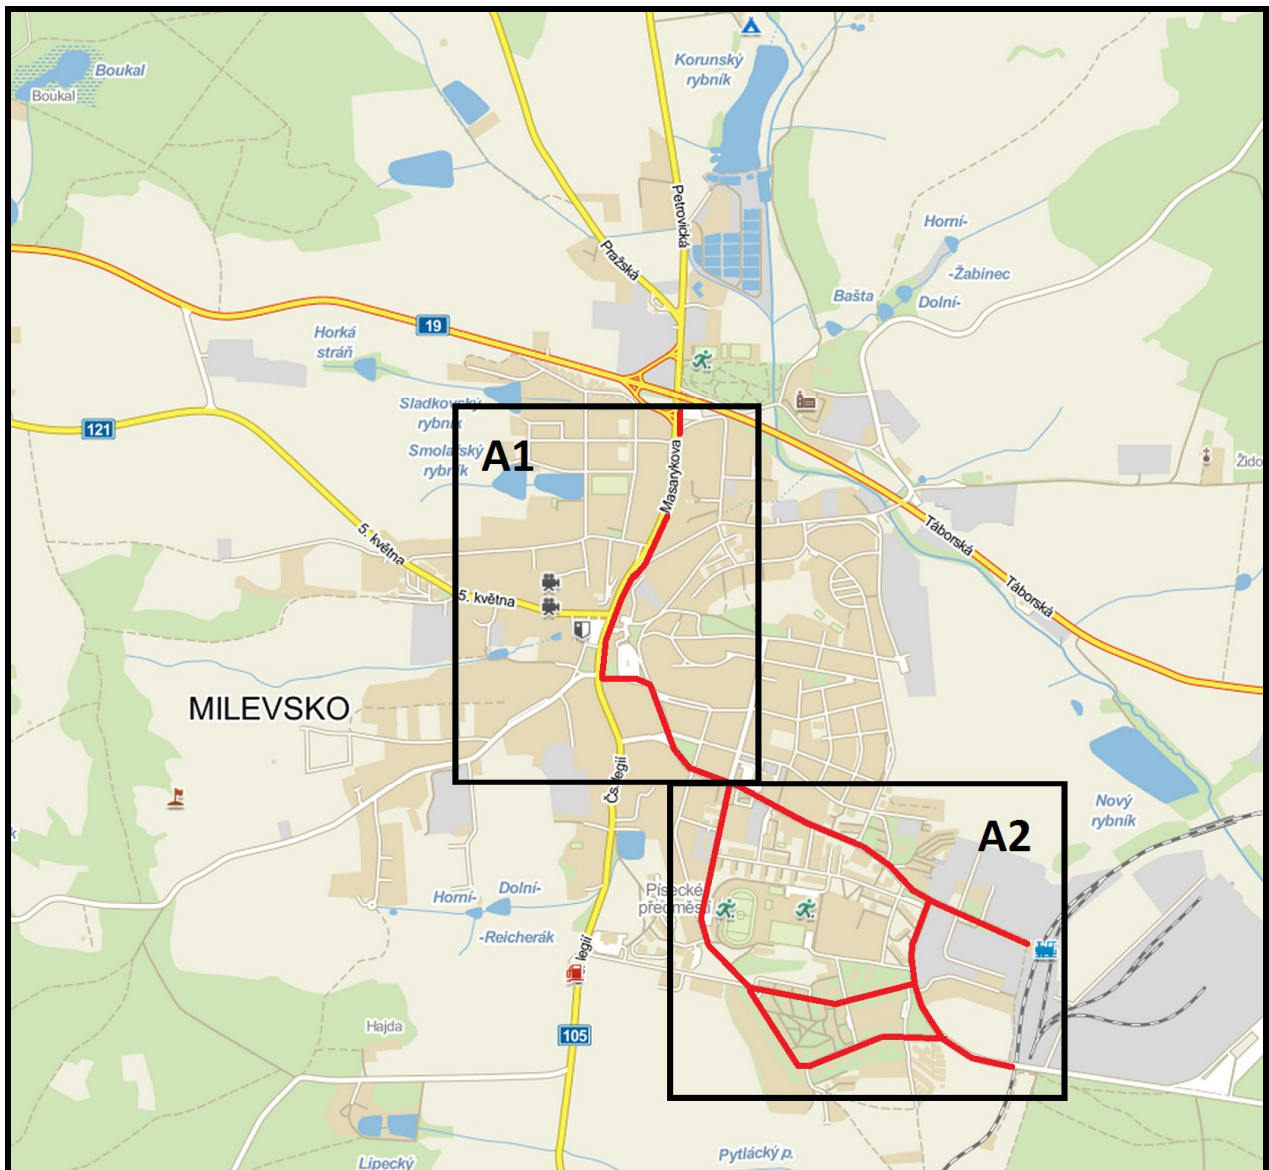 Boukal
Boukal
Korunský
rybník
Petrovická
Pražská
Horní-
-Žabinec
Bašta
Dolní-
19
Horká
stráň
Sladkovský
rybník
121
Smolařský
rybník
A1
Masarykova
Žido
Táborská
5. května
Táborská
5. května
MILEVSKO
Čs. legií
Nový
rybník
A2
k
Horní-
Dolní-
-Reicherák
Písecké
předměstí
legií
Hajda
105
Lipecký
Pytlácký p.